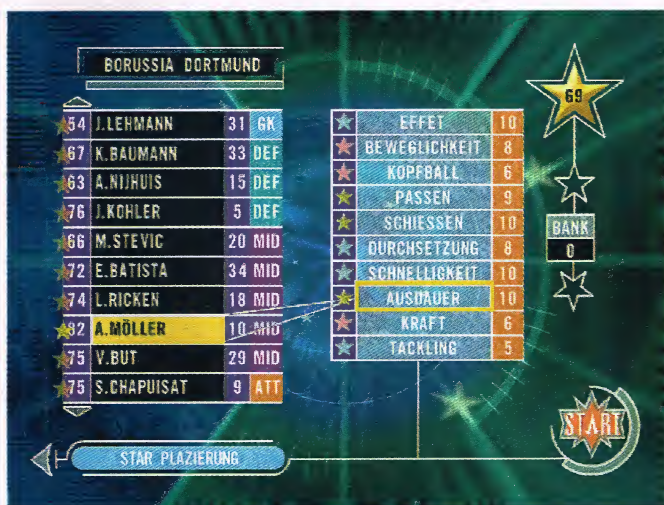 BORUSSIA DORTMUND
54 J.LEHMANN 31 GK
67 K.BAUMANN 33 DEF
63 A.NIJHUIS 15 DEF
76 J.KOHLER 5 DEF
66 M.STEVIC 20 MID
72 E.BATISTA 34 MID
74 L.RICKEN 18 MID
82 A.MÖLLER 10 MID
75 V.BUT 29 MID
75 S.CHAPUISAT 9 ATT
STAR PLAZIERUNG
EFFET 10
BEWEGLICHKEIT 8
KOPFBALL 6
PASSEN 9
SCHIESSEN 10
DURCHSETZUNG 8
SCHNELLIGKEIT 10
AUSDAUER 10
KRAFT 6
TACKLING 5
69
BANK
0
START